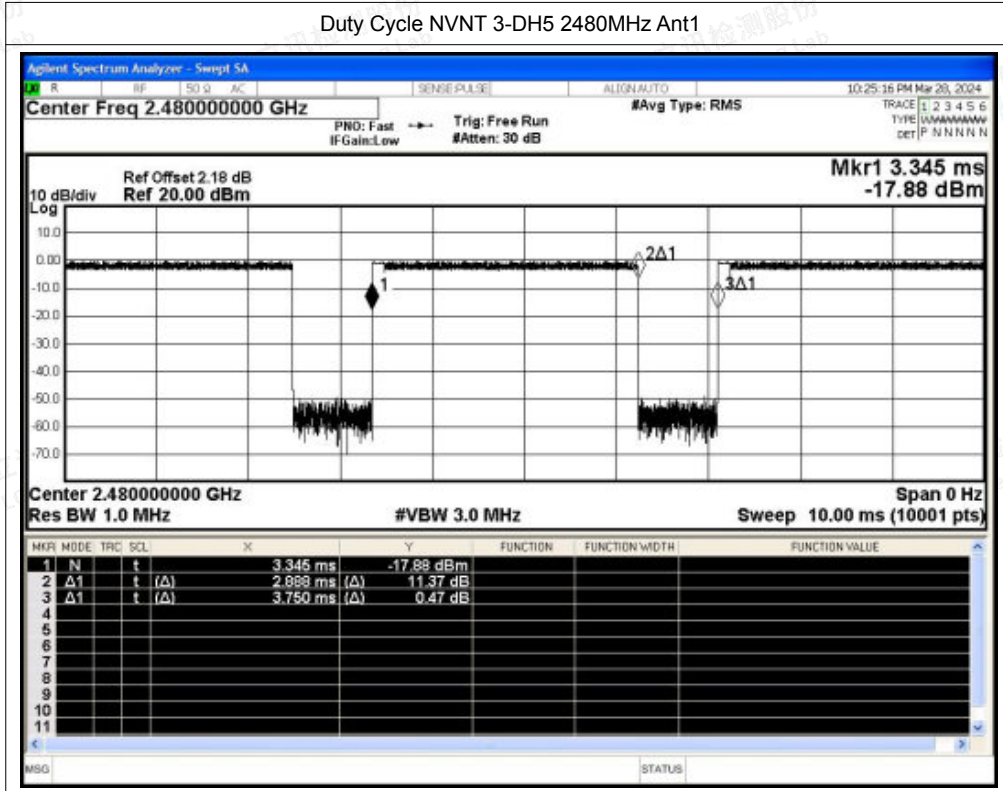 Duty Cycle NVNT 3-DH5 2480MHz Ant1
Agilent Spectrum Analyzer - Swept SA
R RF 50 Ω AC SENSE:PULSE ALIGNAUTO 10:25:16 PM Mar 28, 2024
Center Freq 2.480000000 GHz #Avg Type: RMS TRACE 1 2 3 4 5 6
PNO: Fast Trig: Free Run TYPE
IFGain:Low #Atten: 30 dB DET P N N N N N
Mkr1 3.345 ms
Ref Offset 2.18 dB
10 dB/div Ref 20.00 dBm -17.88 dBm
Log
10.0
0.00
2Δ1
-10.0
1
3Δ1
-20.0
-30.0
-40.0
-50.0
-60.0
-70.0
Center 2.480000000 GHz Span 0 Hz
Res BW 1.0 MHz #VBW 3.0 MHz Sweep 10.00 ms (10001 pts)
MKR MODE TRC SCL X Y FUNCTION FUNCTION WIDTH FUNCTION VALUE
1 N t 3.345 ms -17.88 dBm
2 Δ1 t (Δ) 2.888 ms (Δ) 11.37 dB
3 Δ1 t (Δ) 3.750 ms (Δ) 0.47 dB
4
5
6
7
8
9
10
11
MSG STATUS